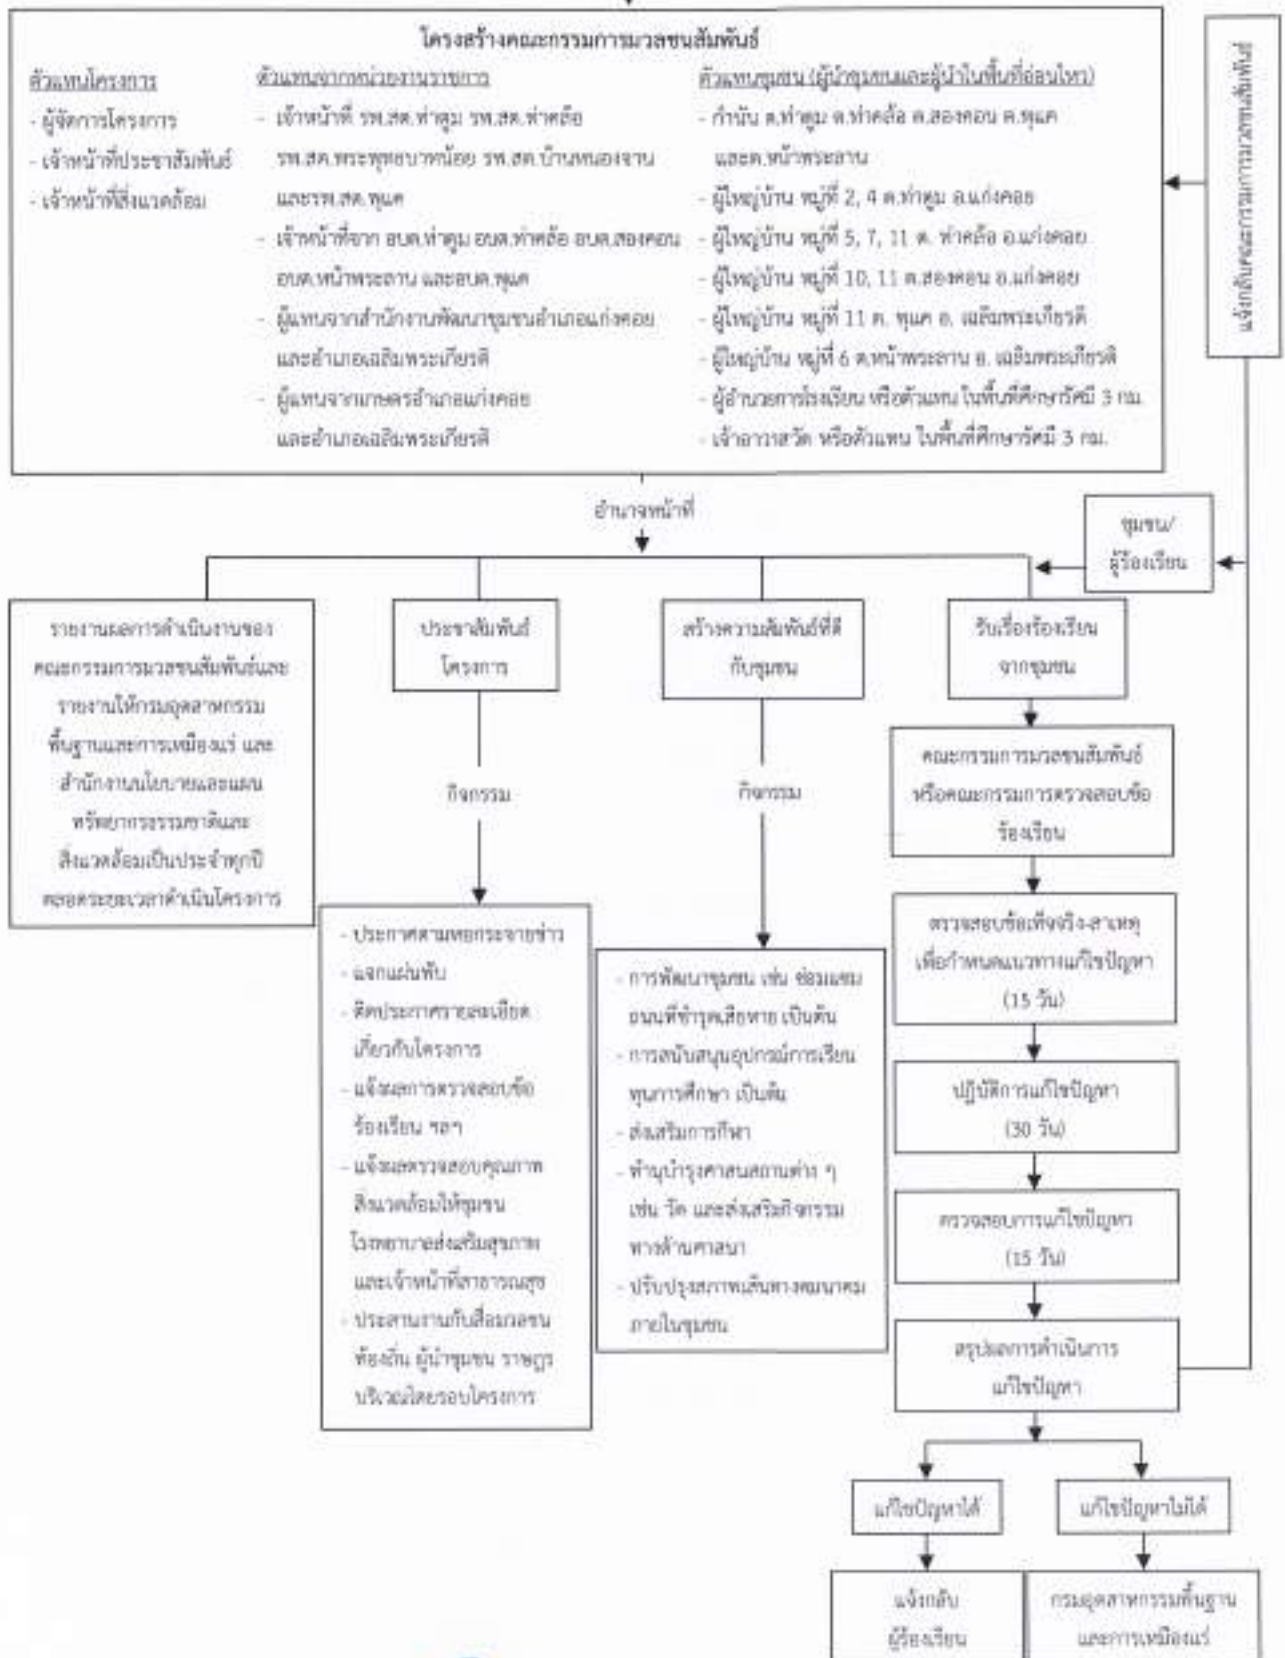 โครงสร้างคณะกรรมการมวลชนสัมพันธ์
ตัวแทนโครงการ
- ผู้จัดการโครงการ
- เจ้าหน้าที่ประชาสัมพันธ์
- เจ้าหน้าที่สิ่งแวดล้อม
ตัวแทนจากหน่วยงานราชการ
- เจ้าหน้าที่ รพ.สต.ท่าตูม รพ.สต.ท่าคล้อ
รพ.สต.พระพุทธบาทน้อย รพ.สต.บ้านหนองจาน
และรพ.สต.พุแค
- เจ้าหน้าที่จาก อบต.ท่าตูม อบต.ท่าคล้อ อบต.สองคอน
อบต.หน้าพระลาน และอบต.พุแค
- ผู้แทนจากสำนักงานพัฒนาชุมชนอำเภอแก่งคอย
และอำเภอเฉลิมพระเกียรติ
- ผู้แทนจากเกษตรอำเภอแก่งคอย
และอำเภอเฉลิมพระเกียรติ
ตัวแทนชุมชน (ผู้นำชุมชนและผู้นำในพื้นที่อ่อนไหว)
- กำนัน ต.ท่าตูม ต.ท่าคล้อ ต.สองคอน ต.พุแค
และต.หน้าพระลาน
- ผู้ใหญ่บ้าน หมู่ที่ 2, 4 ต.ท่าตูม อ.แก่งคอย
- ผู้ใหญ่บ้าน หมู่ที่ 5, 7, 11 ต. ท่าคล้อ อ.แก่งคอย
- ผู้ใหญ่บ้าน หมู่ที่ 10, 11 ต.สองคอน อ.แก่งคอย
- ผู้ใหญ่บ้าน หมู่ที่ 11 ต. พุแค อ. เฉลิมพระเกียรติ
- ผู้ใหญ่บ้าน หมู่ที่ 6 ต.หน้าพระลาน อ. เฉลิมพระเกียรติ
- ผู้อำนวยการโรงเรียน หรือตัวแทน ในพื้นที่ศึกษารัศมี 3 กม.
- เจ้าอาวาสวัด หรือตัวแทน ในพื้นที่ศึกษารัศมี 3 กม.
แจ้งกลับคณะกรรมการมวลชนสัมพันธ์
อำนาจหน้าที่
ชุมชน/
ผู้ร้องเรียน
รายงานผลการดำเนินงานของ
คณะกรรมการมวลชนสัมพันธ์และ
รายงานให้กรมอุตสาหกรรม
พื้นฐานและการเหมืองแร่ และ
สำนักงานนโยบายและแผน
ทรัพยากรธรรมชาติและ
สิ่งแวดล้อมเป็นประจำทุกปี
ตลอดระยะเวลาดำเนินโครงการ
ประชาสัมพันธ์
โครงการ
กิจกรรม
- ประกาศตามหอกระจายข่าว
- แจกแผ่นพับ
- ติดประกาศรายละเอียด
เกี่ยวกับโครงการ
- แจ้งผลการตรวจสอบข้อ
ร้องเรียน ฯลฯ
- แจ้งผลตรวจสอบคุณภาพ
สิ่งแวดล้อมให้ชุมชน
โรงพยาบาลส่งเสริมสุขภาพ
และเจ้าหน้าที่สาธารณสุข
- ประสานงานกับสื่อมวลชน
ท้องถิ่น ผู้นำชุมชน ราษฎร
บริเวณโดยรอบโครงการ
สร้างความสัมพันธ์ที่ดี
กับชุมชน
กิจกรรม
- การพัฒนาชุมชน เช่น ซ่อมแซม
ถนนที่ชำรุดเสียหาย เป็นต้น
- การสนับสนุนอุปกรณ์การเรียน
ทุนการศึกษา เป็นต้น
- ส่งเสริมการกีฬา
- ทำนุบำรุงศาสนสถานต่าง ๆ
เช่น วัด และส่งเสริมกิจกรรม
ทางด้านศาสนา
- ปรับปรุงสภาพเส้นทางคมนาคม
ภายในชุมชน
รับเรื่องร้องเรียน
จากชุมชน
คณะกรรมการมวลชนสัมพันธ์
หรือคณะกรรมการตรวจสอบข้อ
ร้องเรียน
ตรวจสอบข้อเท็จจริง-สาเหตุ
เพื่อกำหนดแนวทางแก้ไขปัญหา
(15 วัน)
ปฏิบัติการแก้ไขปัญหา
(30 วัน)
ตรวจสอบการแก้ไขปัญหา
(15 วัน)
สรุปผลการดำเนินการ
แก้ไขปัญหา
แก้ไขปัญหาได้
แก้ไขปัญหาไม่ได้
แจ้งกลับ
ผู้ร้องเรียน
กรมอุตสาหกรรมพื้นฐาน
และการเหมืองแร่